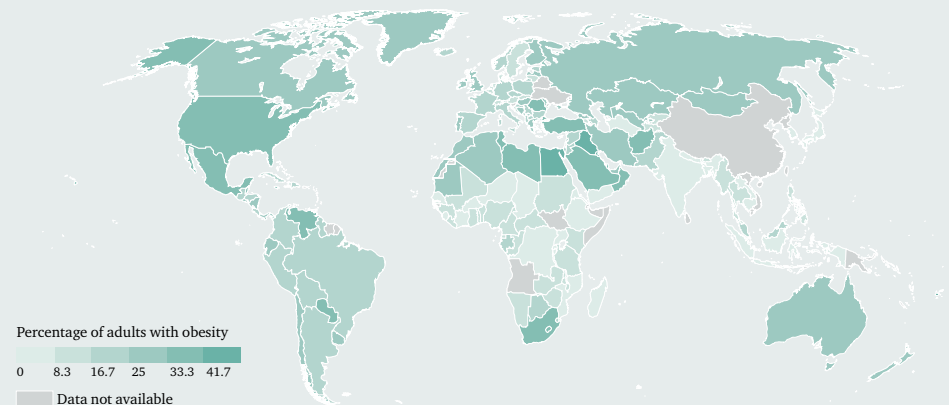 Percentage of adults with obesity
0 8.3 16.7 25 33.3 41.7
Data not available